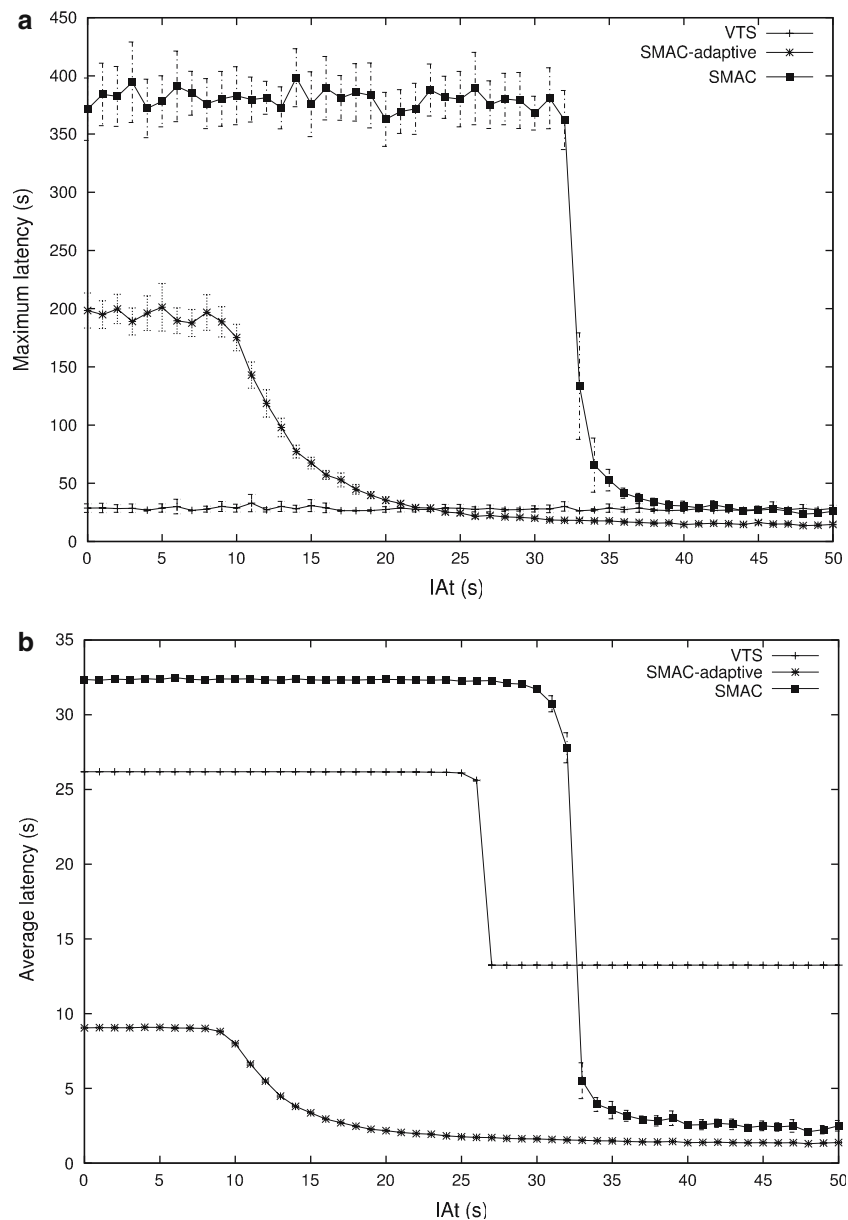 a
450
400
350
300
250
200
150
100
50
0
Maximum latency (s)
VTS
SMAC-adaptive
SMAC
0 5 10 15 20 25 30 35 40 45 50
IAt (s)
b
35
30
25
20
15
10
5
0
Average latency (s)
VTS
SMAC-adaptive
SMAC
0 5 10 15 20 25 30 35 40 45 50
IAt (s)